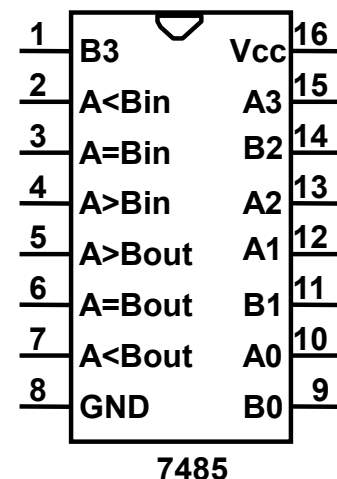 1 B3 Vcc 16
2 A<Bin A3 15
3 A=Bin B2 14
4 A>Bin A2 13
5 A>Bout A1 12
6 A=Bout B1 11
7 A<Bout A0 10
8 GND B0 9
7485